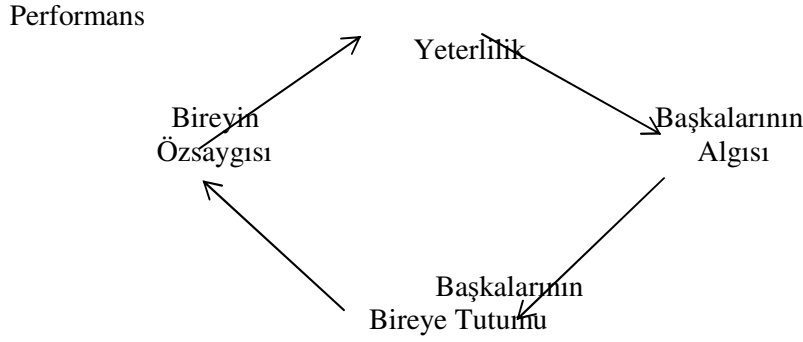 Performans
Yeterlilik
Bireyin
Özsaygısı
Başkalarının
Algısı
Başkalarının
Bireye Tutumu